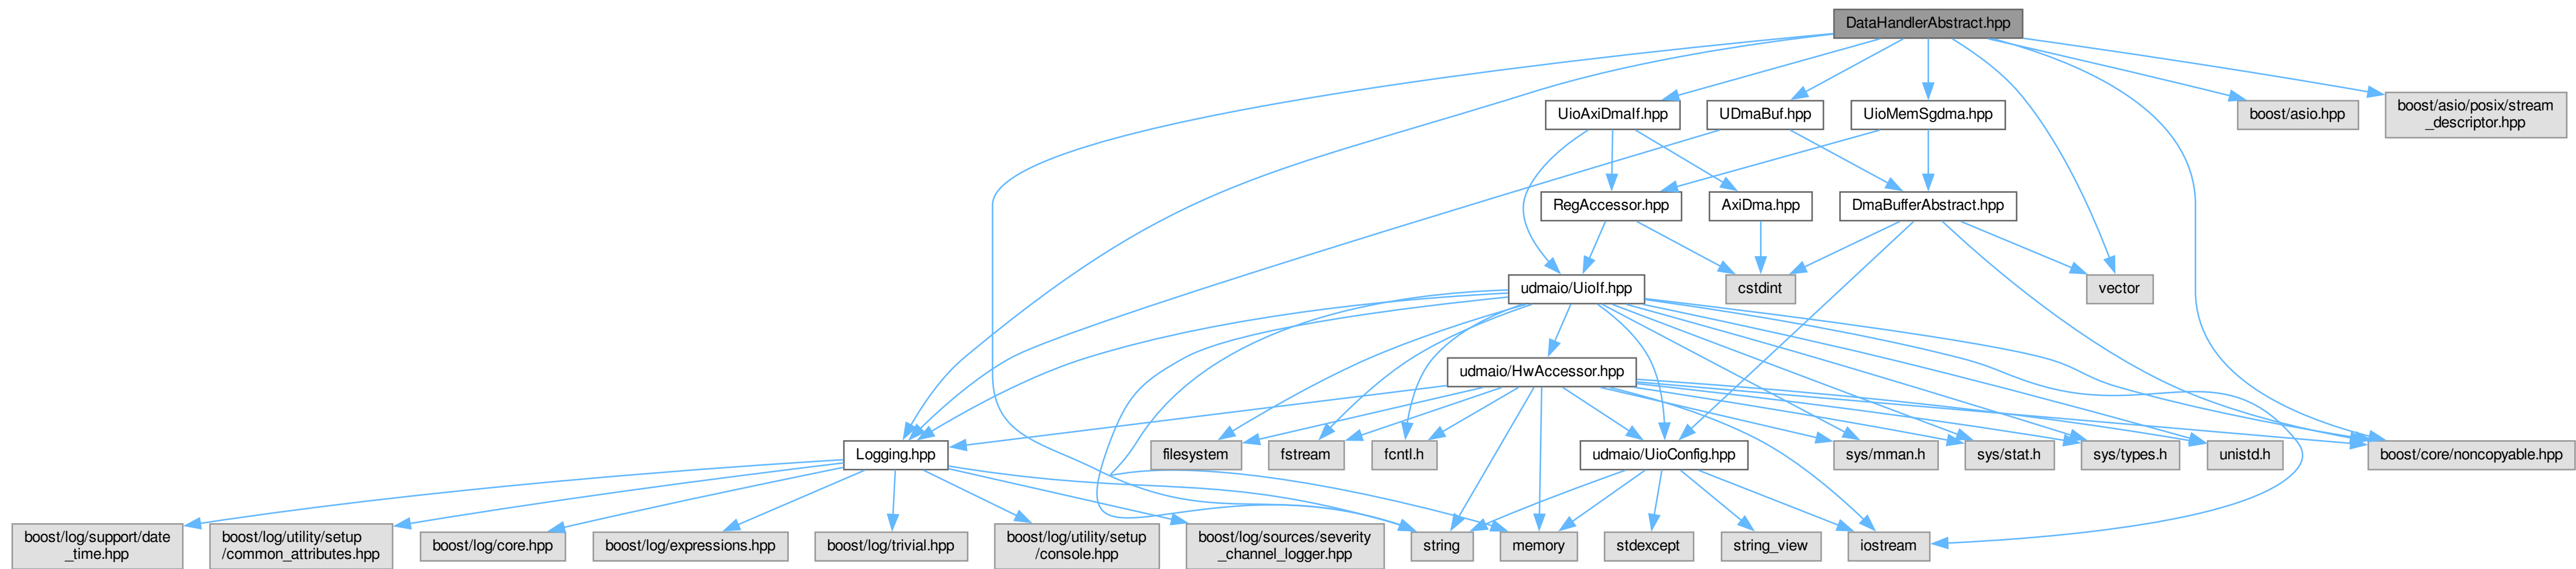 DataHandlerAbstract.hpp
UioAxiDmaIf.hpp
UDmaBuf.hpp
UioMemSgdma.hpp
boost/asio.hpp
boost/asio/posix/stream
_descriptor.hpp
RegAccessor.hpp
AxiDma.hpp
DmaBufferAbstract.hpp
udmaio/UioIf.hpp
cstdint
vector
udmaio/HwAccessor.hpp
Logging.hpp
filesystem
fstream
fcntl.h
udmaio/UioConfig.hpp
sys/mman.h
sys/stat.h
sys/types.h
unistd.h
boost/core/noncopyable.hpp
boost/log/support/date
_time.hpp
boost/log/utility/setup
/common_attributes.hpp
boost/log/core.hpp
boost/log/expressions.hpp
boost/log/trivial.hpp
boost/log/utility/setup
/console.hpp
boost/log/sources/severity
_channel_logger.hpp
string
memory
stdexcept
string_view
iostream